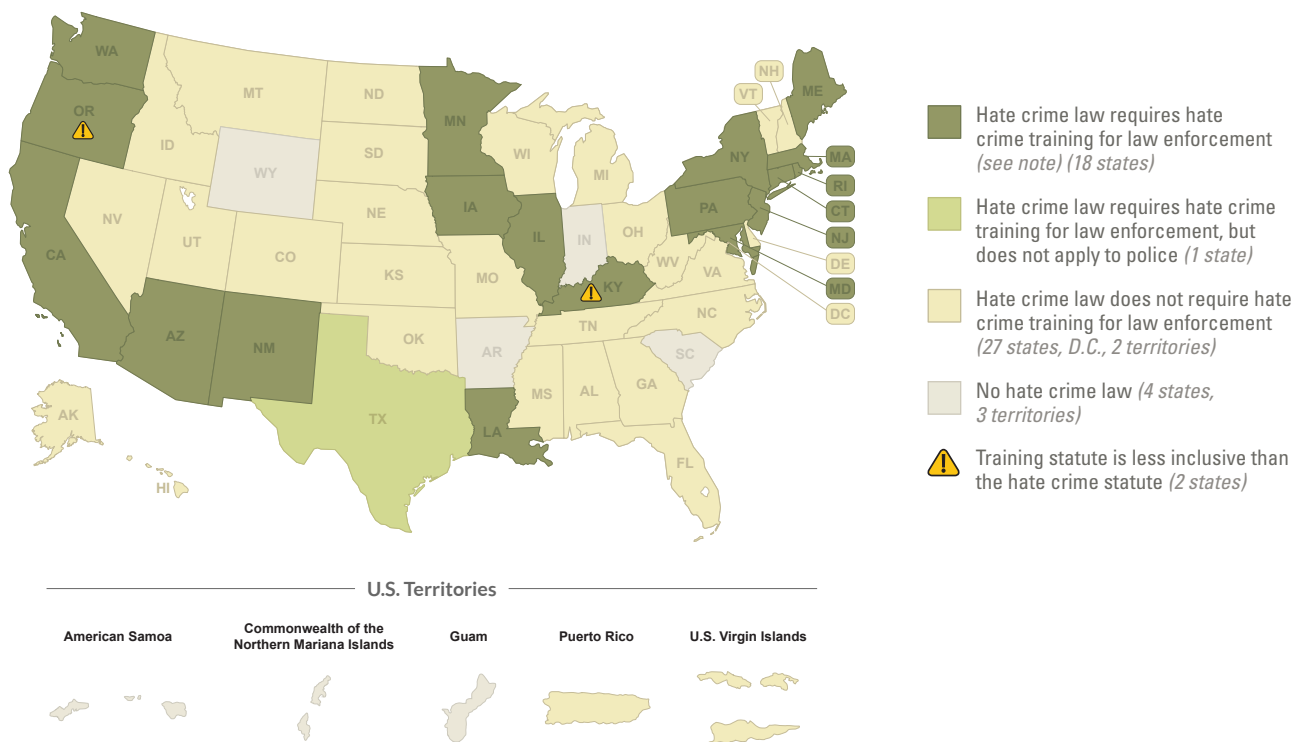 WA
OR
CA
ID
NV
MT
WY
UT
AZ
CO
NM
ND
SD
NE
KS
OK
TX
MN
IA
MO
AR
LA
WI
IL
MI
IN
OH
KY
TN
MS
AL
GA
FL
SC
NC
VA
WV
PA
NY
VT
NH
ME
MA
RI
CT
NJ
DE
MD
DC
AK
HI
Hate crime law requires hate
crime training for law enforcement
(see note) (18 states)
Hate crime law requires hate crime
training for law enforcement, but
does not apply to police (1 state)
Hate crime law does not require hate
crime training for law enforcement
(27 states, D.C., 2 territories)
No hate crime law (4 states,
3 territories)
Training statute is less inclusive than
the hate crime statute (2 states)
U.S. Territories
American Samoa
Commonwealth of the
Northern Mariana Islands
Guam
Puerto Rico
U.S. Virgin Islands